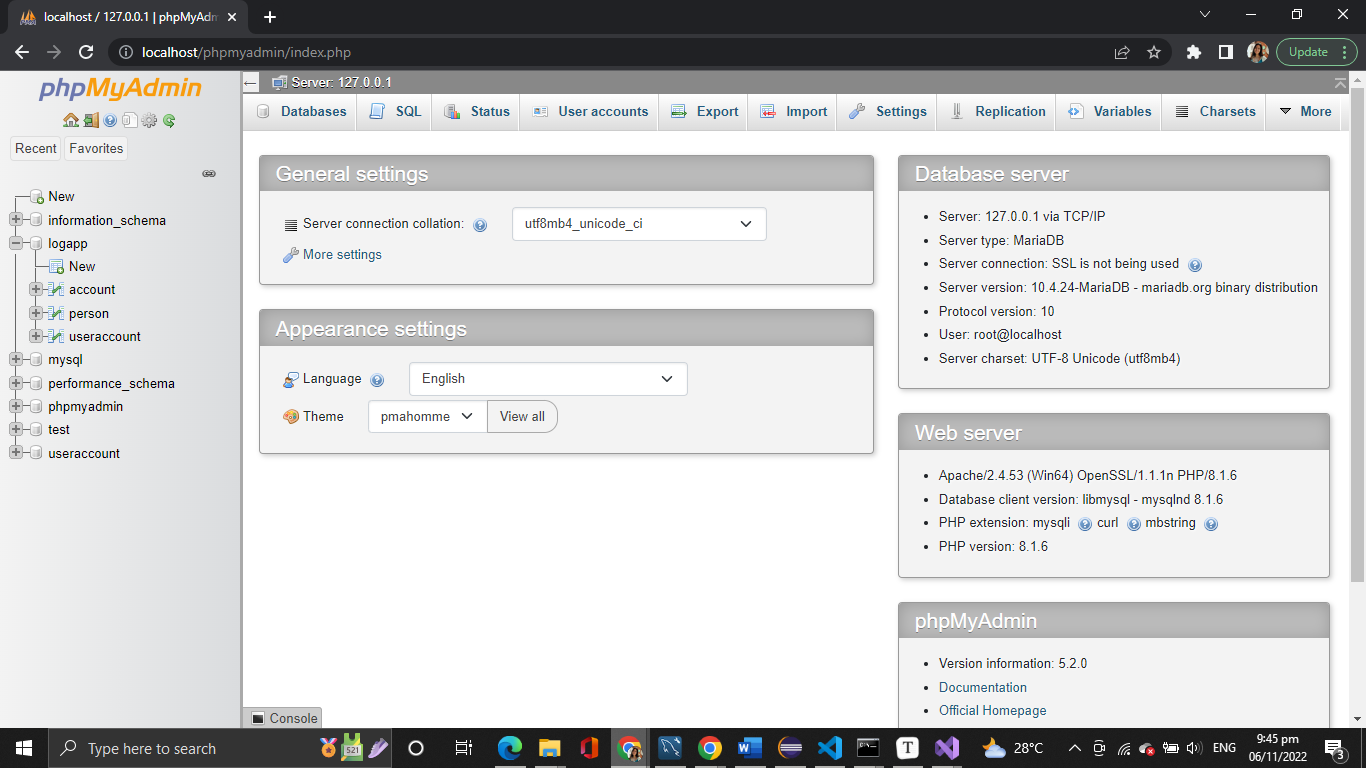 localhost / 127.0.0.1 | phpMyAdm
localhost/phpmyadmin/index.php
Update
phpMyAdmin
Recent
Favorites
New
information_schema
logapp
New
account
person
useraccount
mysql
performance_schema
phpmyadmin
test
useraccount
Server: 127.0.0.1
Databases SQL Status User accounts Export Import Settings Replication Variables Charsets More
General settings
Server connection collation: utf8mb4_unicode_ci
More settings
Appearance settings
Language English
Theme pmahomme View all
Database server
Server: 127.0.0.1 via TCP/IP
Server type: MariaDB
Server connection: SSL is not being used
Server version: 10.4.24-MariaDB - mariadb.org binary distribution
Protocol version: 10
User: root@localhost
Server charset: UTF-8 Unicode (utf8mb4)
Web server
Apache/2.4.53 (Win64) OpenSSL/1.1.1n PHP/8.1.6
Database client version: libmysql - mysqlnd 8.1.6
PHP extension: mysqli curl mbstring
PHP version: 8.1.6
phpMyAdmin
Version information: 5.2.0
Documentation
Official Homepage
Console
Type here to search
521
T
28°C
ENG
9:45 pm
06/11/2022
3